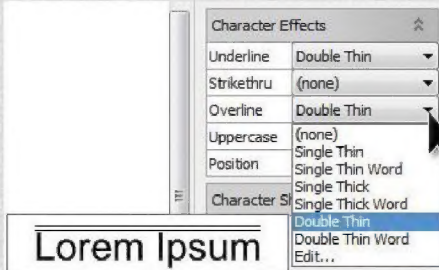 Character Effects
Underline Double Thin
Strikethru (none)
Overline Double Thin
Uppercase (none)
Single Thin
Single Thin Word
Position Single Thick
Character Single Thick Word
Double Thin
Double Thin Word
Edit...
Lorem Ipsum